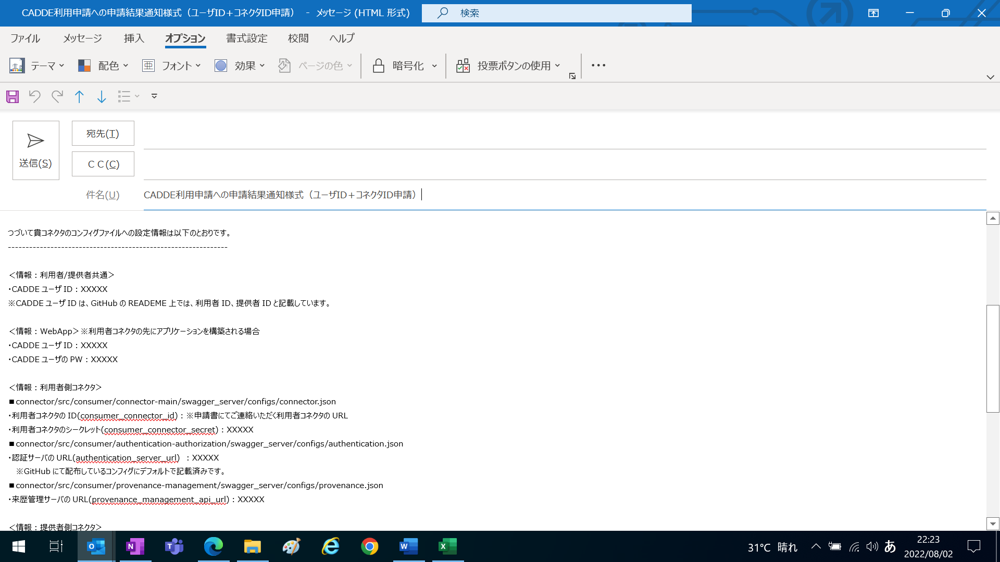 CADDE利用申請への申請結果通知様式（ユーザID＋コネクタID申請） - メッセージ (HTML 形式)
検索
ファイル メッセージ 挿入 オプション 書式設定 校閲 ヘルプ
テーマ 配色 亜 フォント 効果 ページの色 暗号化 投票ボタンの使用
送信(S)
宛先(T)
ＣＣ(C)
件名(U) CADDE利用申請への申請結果通知様式（ユーザID＋コネクタID申請）
つづいて貴コネクタのコンフィグファイルへの設定情報は以下のとおりです。
--------------------------------------------------------------
＜情報：利用者/提供者共通＞
・CADDE ユーザ ID：XXXXX
※CADDE ユーザ ID は、GitHub の READEME 上では、利用者 ID、提供者 ID と記載しています。
＜情報：WebApp＞※利用者コネクタの先にアプリケーションを構築される場合
・CADDE ユーザ ID：XXXXX
・CADDE ユーザの PW：XXXXX
＜情報：利用者側コネクタ＞
■connector/src/consumer/connector-main/swagger_server/configs/connector.json
・利用者コネクタの ID(consumer_connector_id)：※申請書にてご連絡いただく利用者コネクタの URL
・利用者コネクタのシークレット(consumer_connector_secret)：XXXXX
■connector/src/consumer/authentication-authorization/swagger_server/configs/authentication.json
・認証サーバの URL(authentication_server_url) ：XXXXX
※GitHub にて配布しているコンフィグにデフォルトで記載済みです。
■connector/src/consumer/provenance-management/swagger_server/configs/provenance.json
・来歴管理サーバの URL(provenance_management_api_url)：XXXXX
＜情報：提供者側コネクタ＞
31°C 晴れ
あ
22:23
2022/08/02